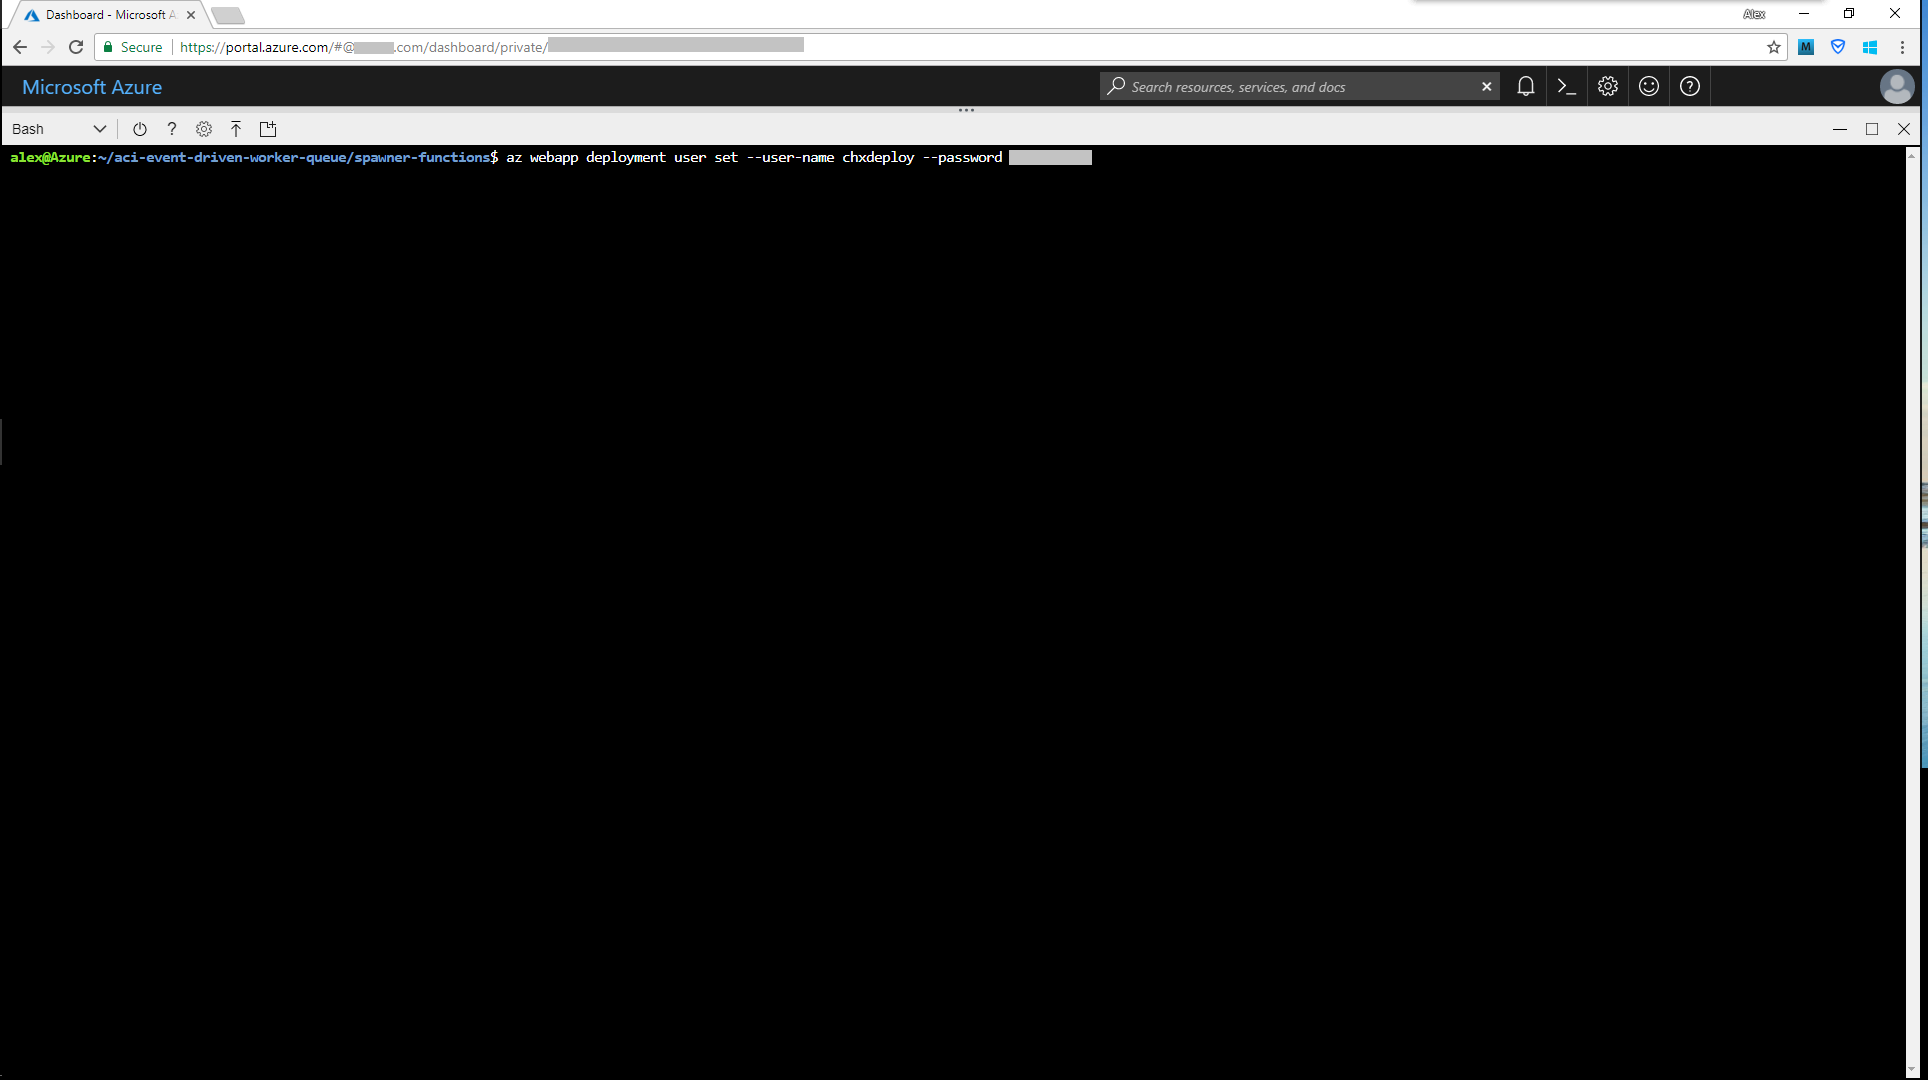 Dashboard - Microsoft A
Alex
Secure
https://portal.azure.com/#@ .com/dashboard/private/
M
Microsoft Azure
Search resources, services, and docs
Bash
?
alex@Azure:~/aci-event-driven-worker-queue/spawner-functions$ az webapp deployment user set --user-name chxdeploy --password